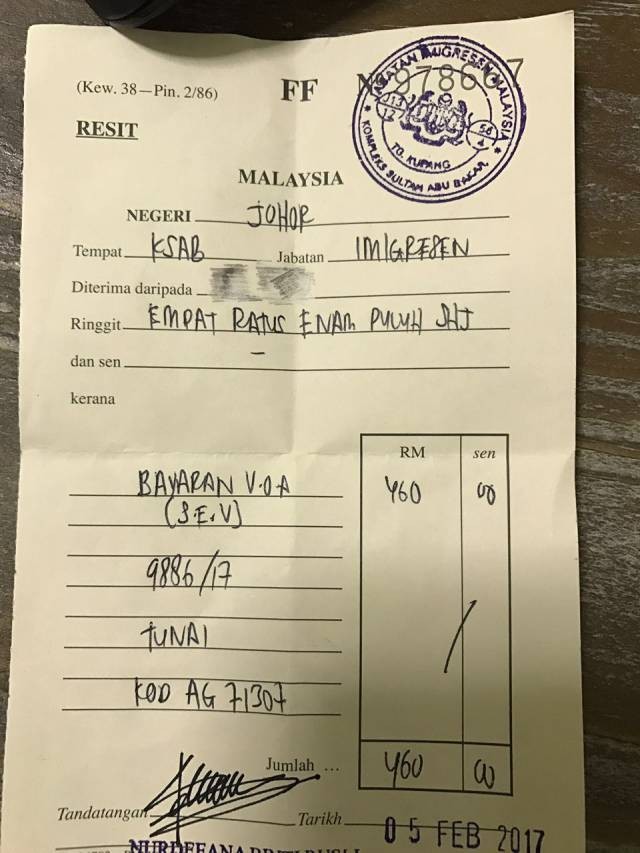 (Kew. 38—Pin. 2/86) FF
RESIT
JABATAN IMIGRESEN MALAYSIA
KOMPLEKS SULTAN ABU BAKAR
TG. KUPANG
MALAYSIA
NEGERI JOHOR
Tempat KSAB Jabatan IMIGRESEN
Diterima daripada
Ringgit EMPAT RATUS ENAM PULUH SHJ
dan sen –
kerana
RM sen
BAYARAN V.O.A 460 00
(S.E.V)
9886/17
TUNAI
KOD AG 71307
Jumlah ... 460 00
Tandatangan Tarikh 05 FEB 2017